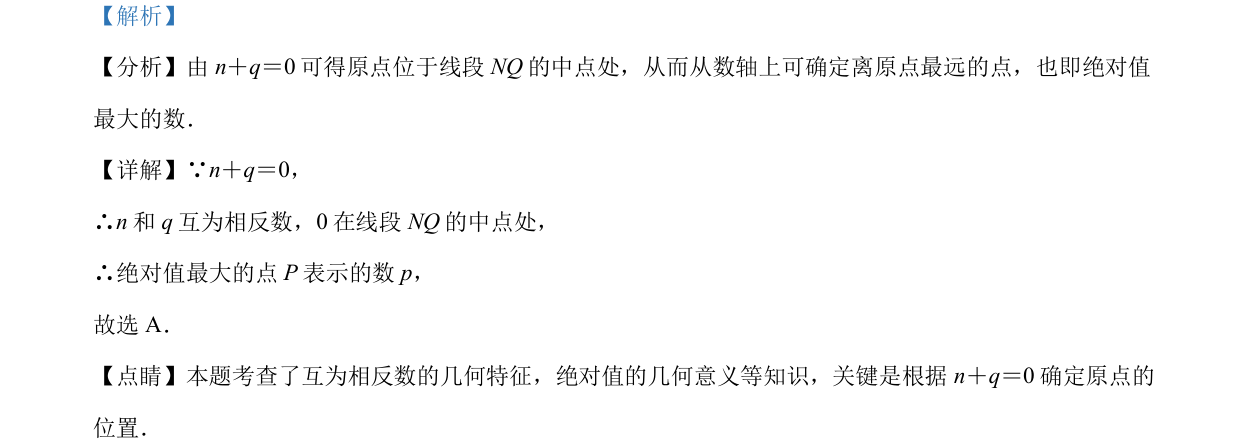 【解析】
【分析】由 n＋q＝0 可得原点位于线段 NQ 的中点处，从而从数轴上可确定离原点最远的点，也即绝对值
最大的数．
【详解】∵n＋q＝0，
∴n 和 q 互为相反数，0 在线段 NQ 的中点处，
∴绝对值最大的点 P 表示的数 p，
故选 A．
【点睛】本题考查了互为相反数的几何特征，绝对值的几何意义等知识，关键是根据 n＋q＝0 确定原点的
位置．